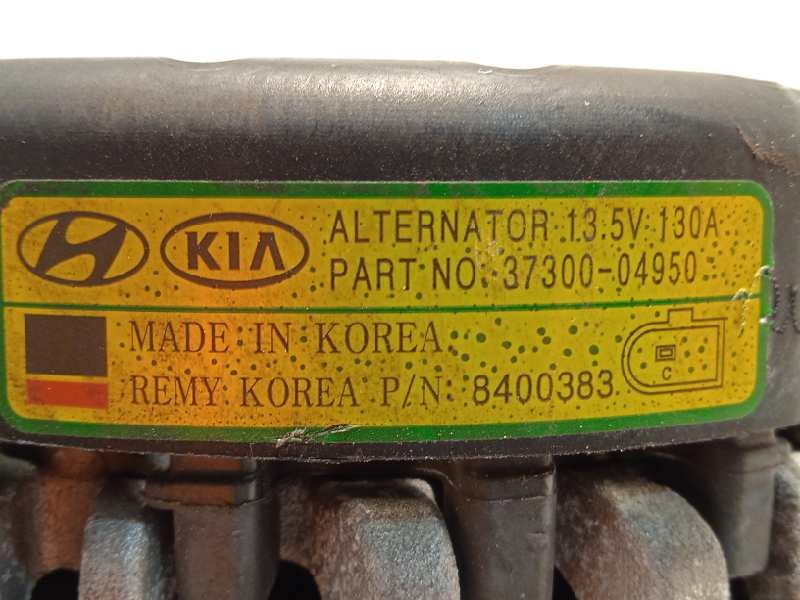 KIA
ALTERNATOR 13.5V 130A
PART NO. 37300-04950
MADE IN KOREA
REMY KOREA P/N: 8400383
C